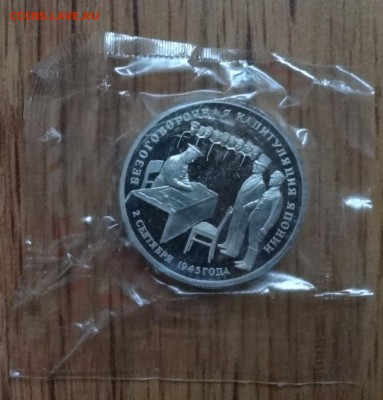 БЕЗОГОВОРОЧНАЯ КАПИТУЛЯЦИЯ ЯПОНИИ
2 СЕНТЯБРЯ 1945 ГОДА